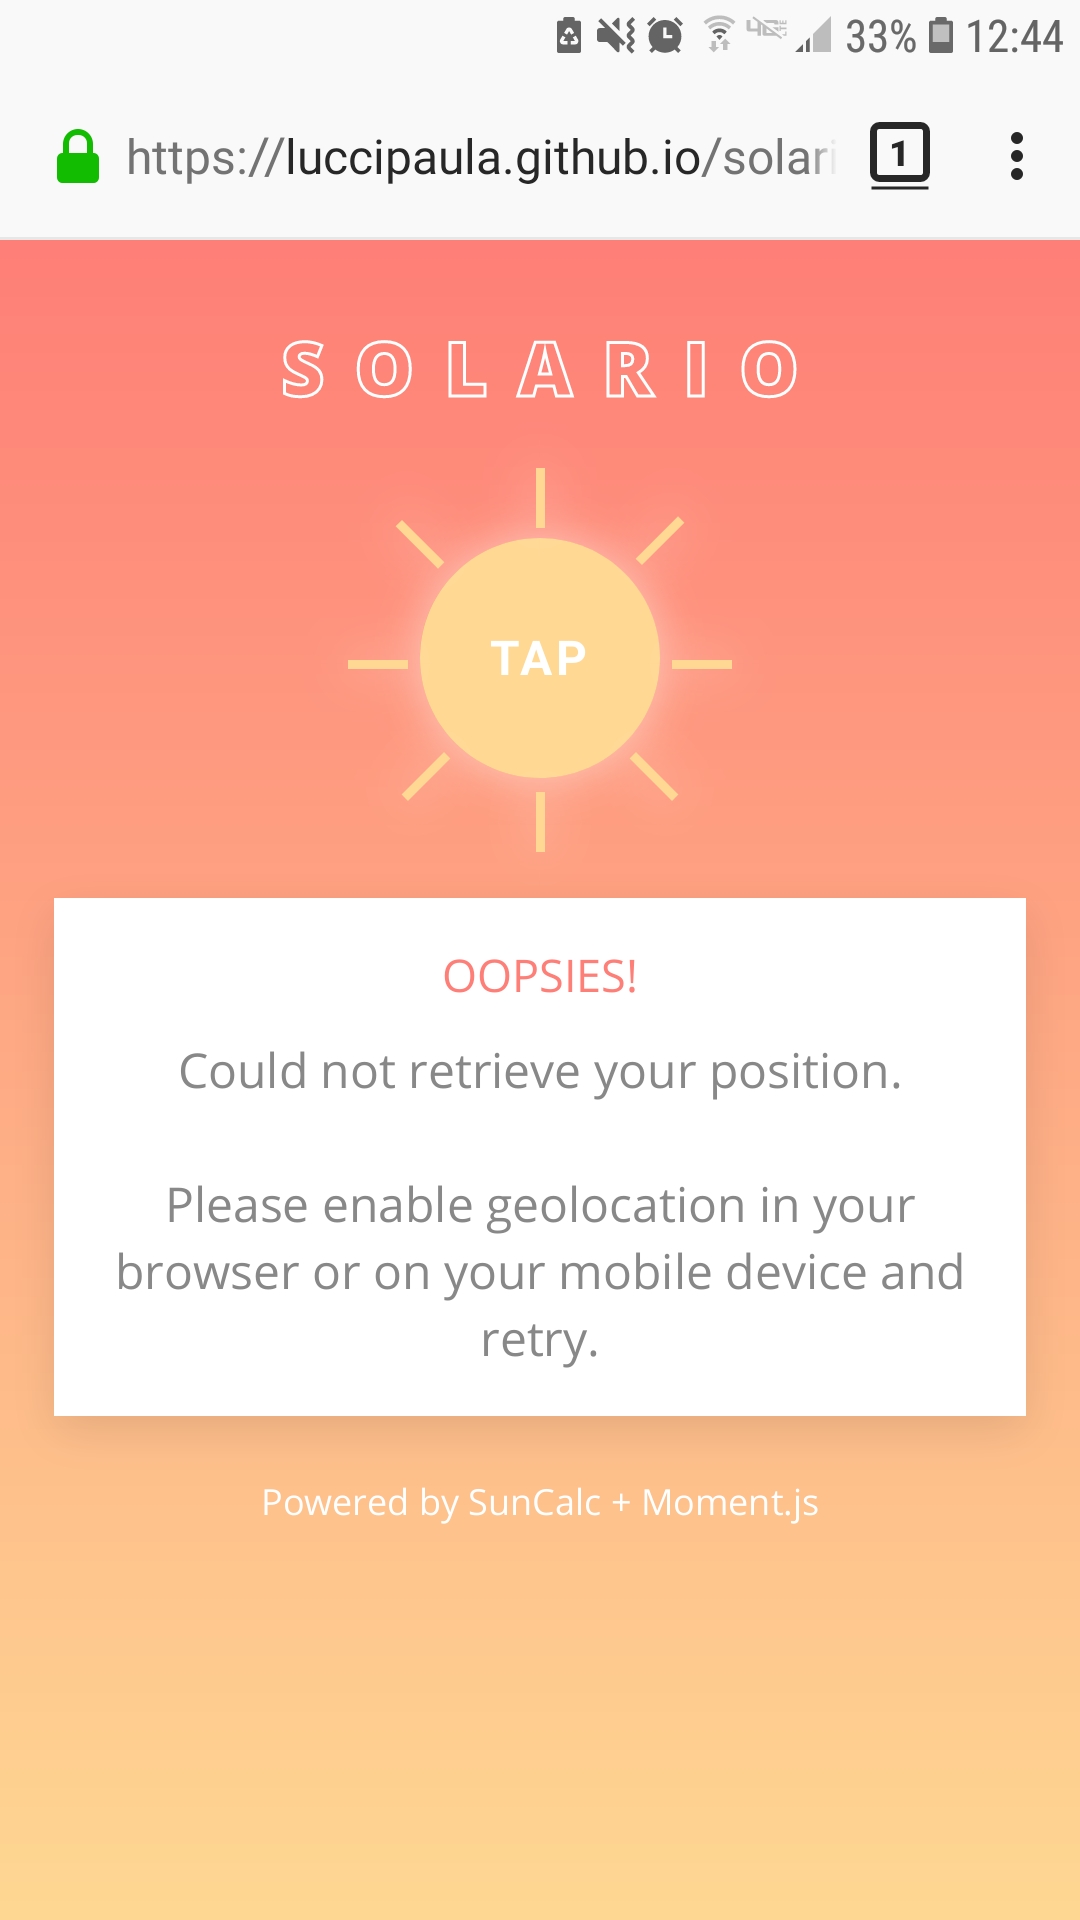 33% 12:44
https://luccipaula.github.io/solari
1
SOLARIO
TAP
OOPSIES!
Could not retrieve your position.
Please enable geolocation in your
browser or on your mobile device and
retry.
Powered by SunCalc + Moment.js